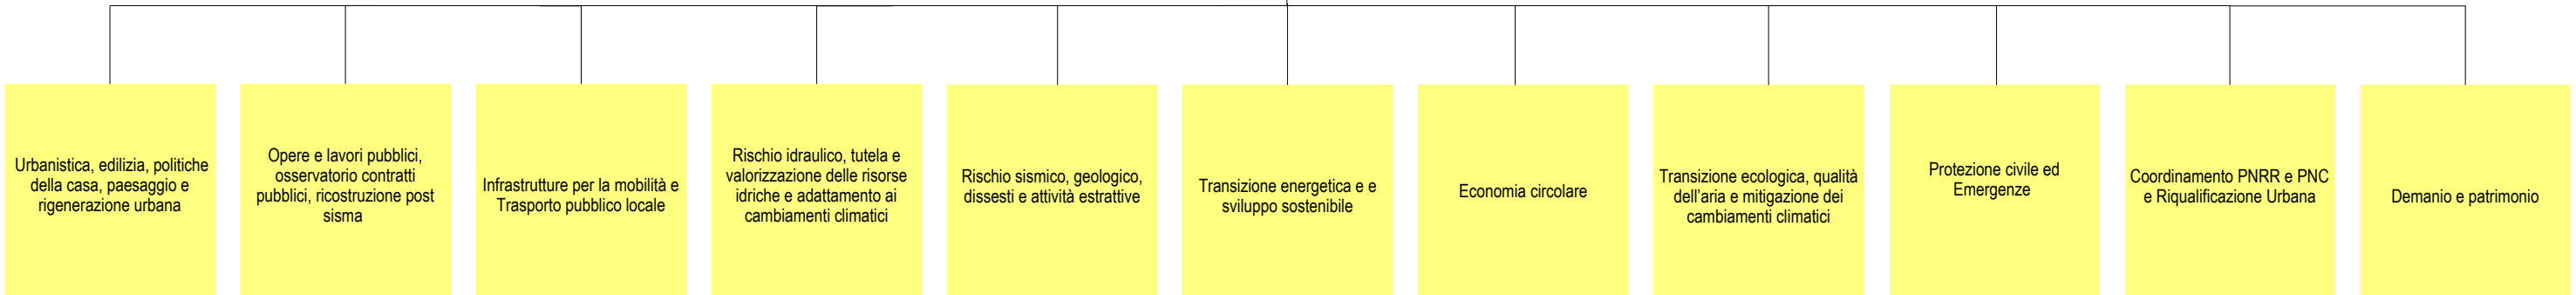 Urbanistica, edilizia, politiche
della casa, paesaggio e
rigenerazione urbana
Opere e lavori pubblici,
osservatorio contratti
pubblici, ricostruzione post
sisma
Infrastrutture per la mobilità e
Trasporto pubblico locale
Rischio idraulico, tutela e
valorizzazione delle risorse
idriche e adattamento ai
cambiamenti climatici
Rischio sismico, geologico,
dissesti e attività estrattive
Transizione energetica e e
sviluppo sostenibile
Economia circolare
Transizione ecologica, qualità
dell’aria e mitigazione dei
cambiamenti climatici
Protezione civile ed
Emergenze
Coordinamento PNRR e PNC
e Riqualificazione Urbana
Demanio e patrimonio